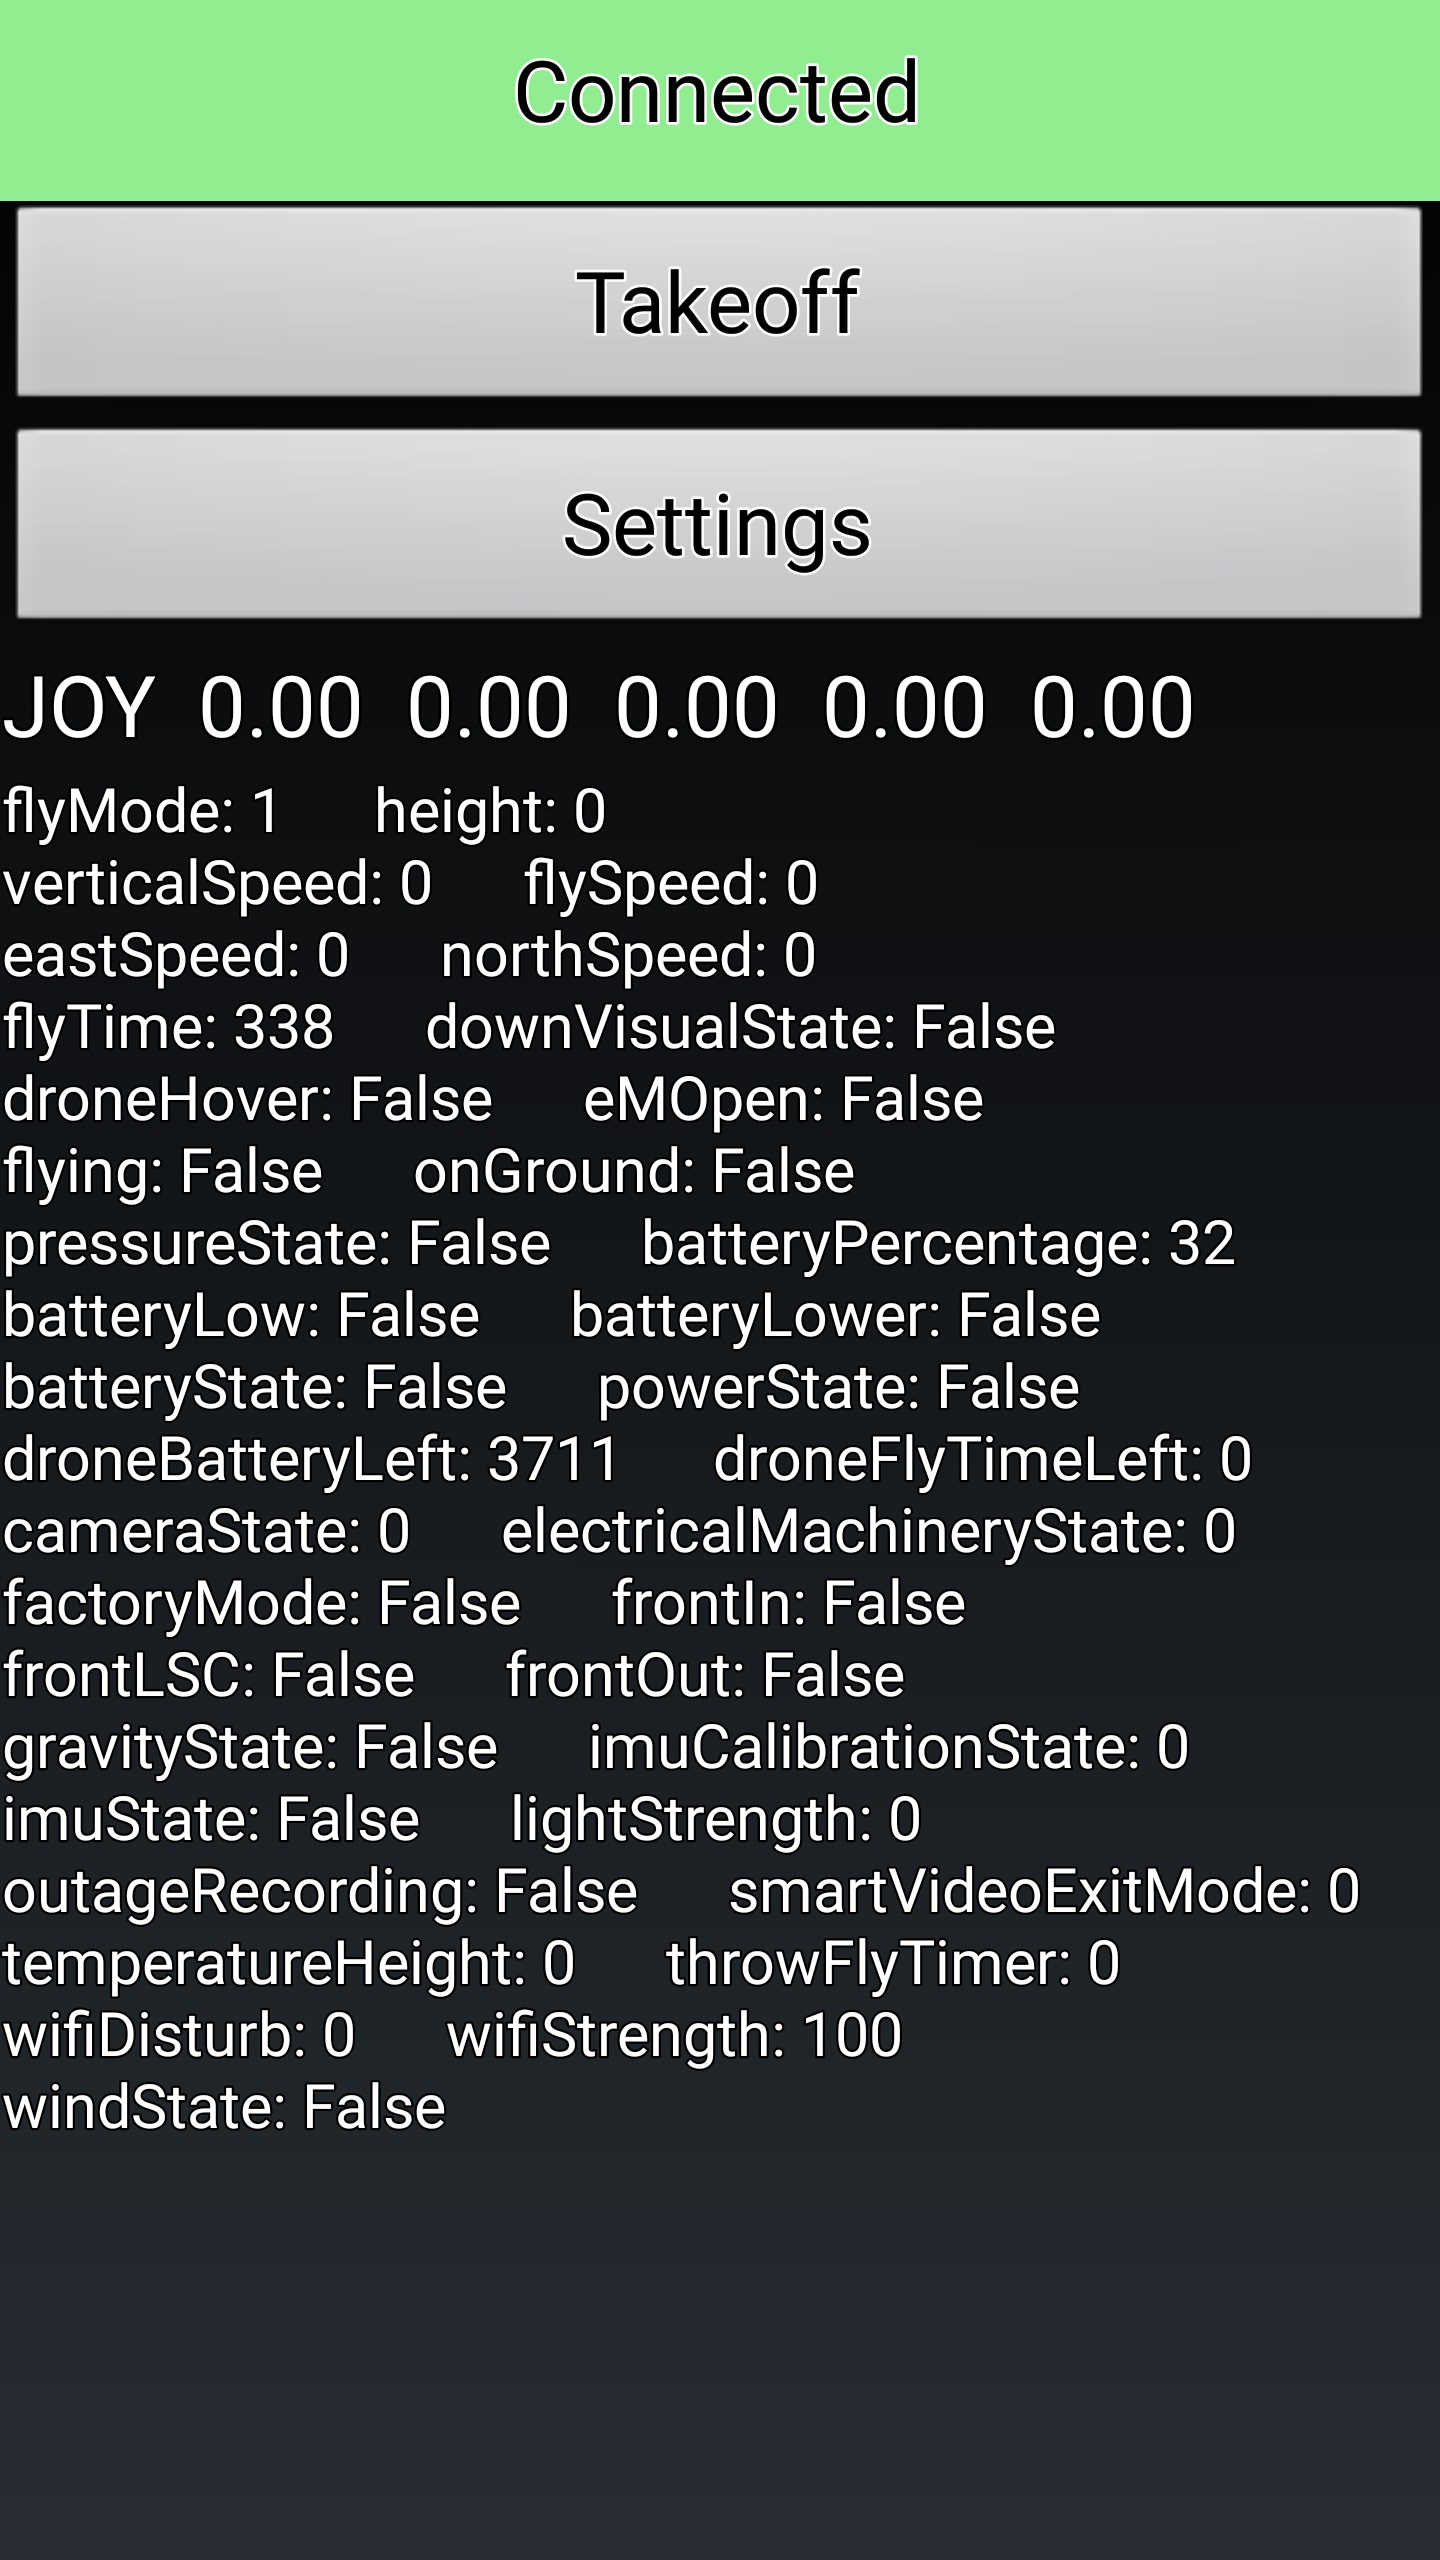 Connected
Takeoff
Settings
JOY 0.00 0.00 0.00 0.00 0.00
flyMode: 1 height: 0
verticalSpeed: 0 flySpeed: 0
eastSpeed: 0 northSpeed: 0
flyTime: 338 downVisualState: False
droneHover: False eMOpen: False
flying: False onGround: False
pressureState: False batteryPercentage: 32
batteryLow: False batteryLower: False
batteryState: False powerState: False
droneBatteryLeft: 3711 droneFlyTimeLeft: 0
cameraState: 0 electricalMachineryState: 0
factoryMode: False frontIn: False
frontLSC: False frontOut: False
gravityState: False imuCalibrationState: 0
imuState: False lightStrength: 0
outageRecording: False smartVideoExitMode: 0
temperatureHeight: 0 throwFlyTimer: 0
wifiDisturb: 0 wifiStrength: 100
windState: False